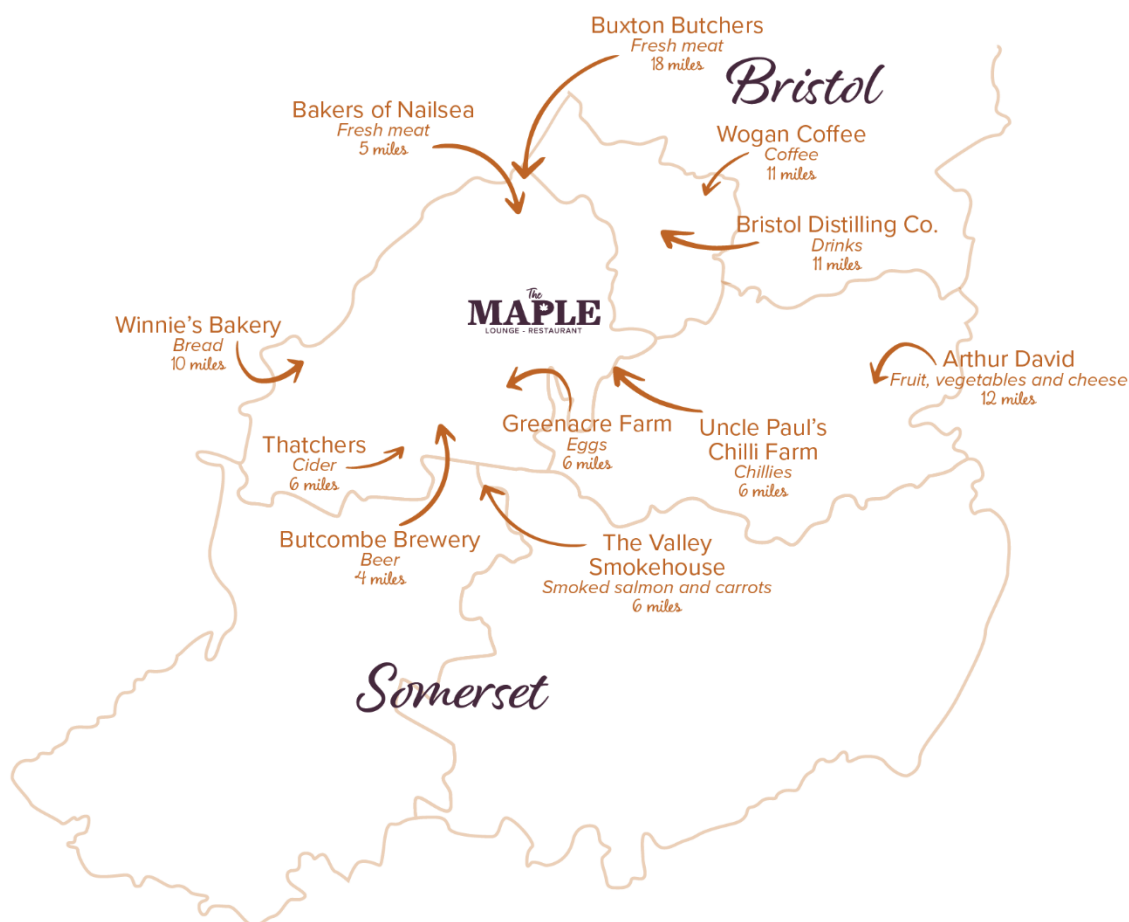 Buxton Butchers
Fresh meat
18 miles
Bristol
Bakers of Nailsea
Fresh meat
5 miles
Wogan Coffee
Coffee
11 miles
Bristol Distilling Co.
Drinks
11 miles
The
MAPLE
LOUNGE - RESTAURANT
Winnie's Bakery
Bread
10 miles
Arthur David
Fruit, vegetables and cheese
12 miles
Greenacre Farm
Eggs
6 miles
Uncle Paul's
Chilli Farm
Chillies
6 miles
Thatchers
Cider
6 miles
Butcombe Brewery
Beer
4 miles
The Valley
Smokehouse
Smoked salmon and carrots
6 miles
Somerset